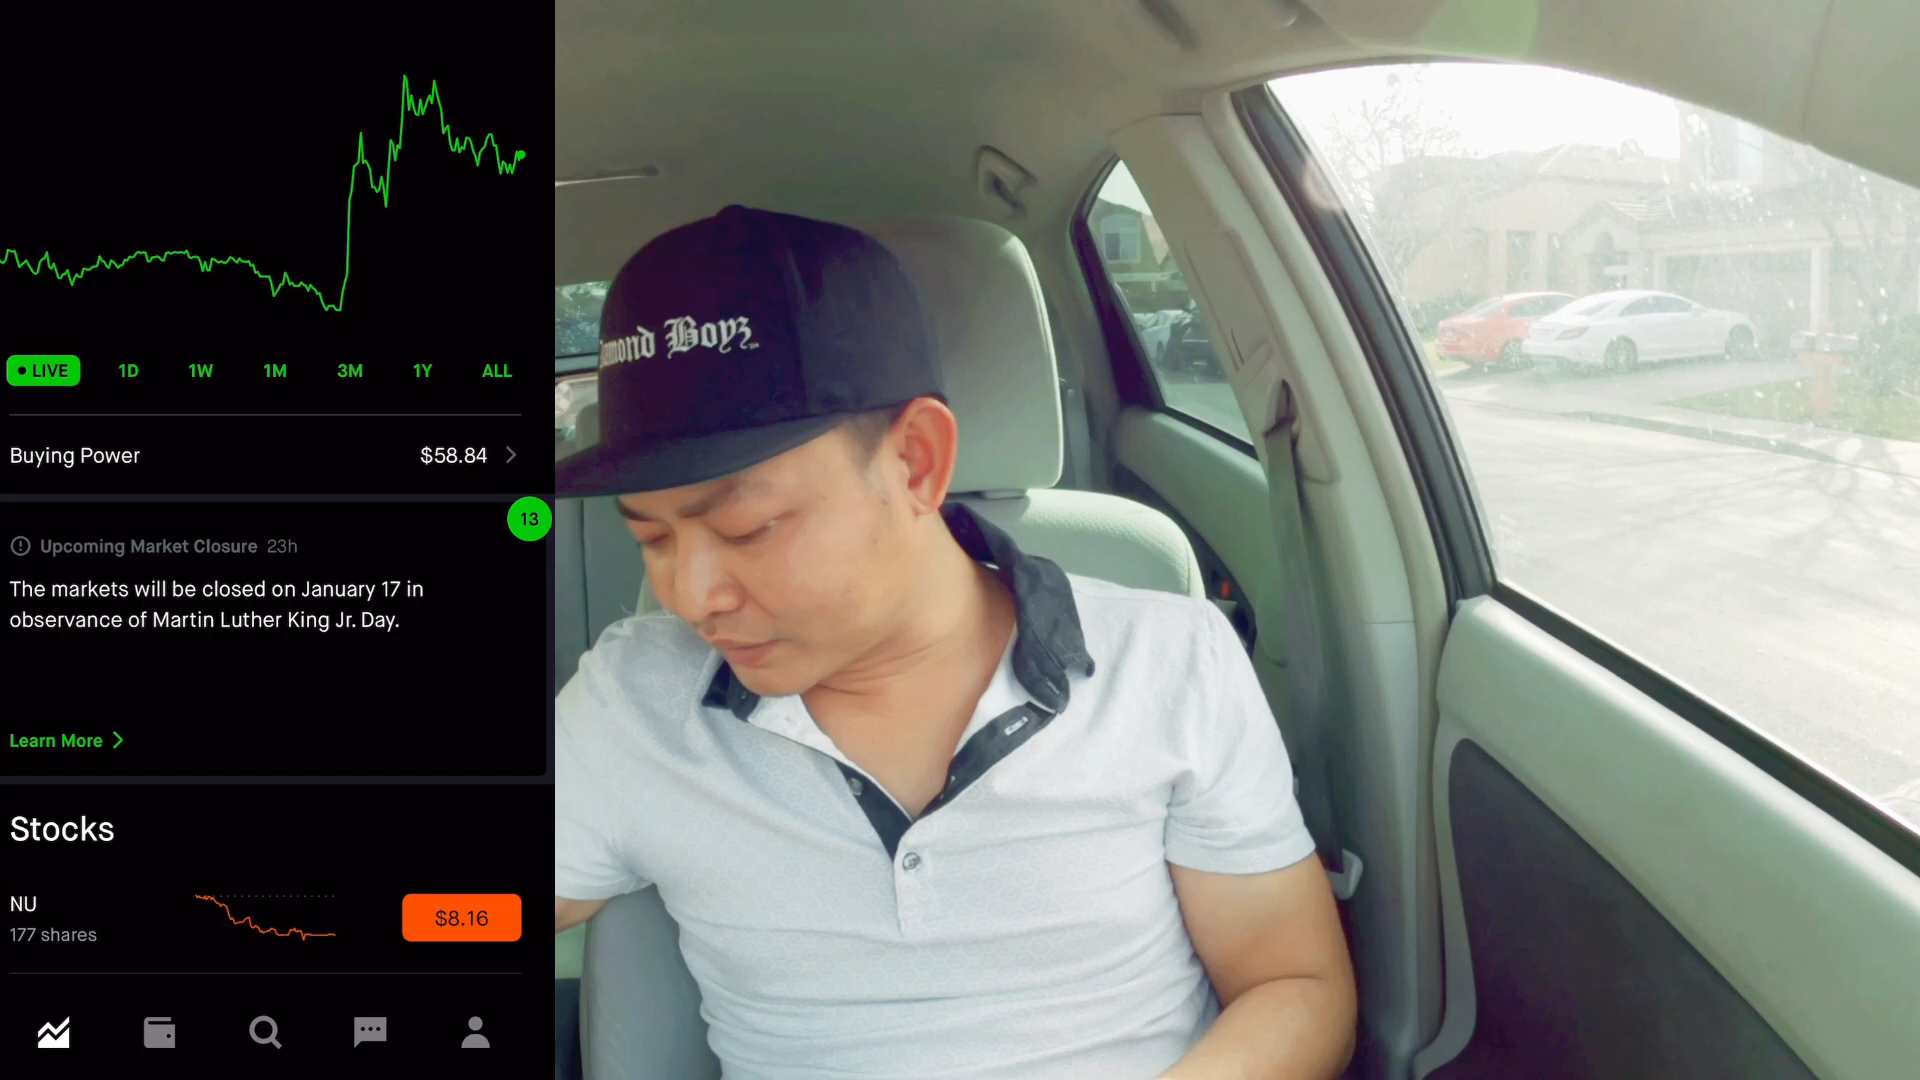 LIVE 1D 1W 1M 3M 1Y ALL
Buying Power $58.84
13
Upcoming Market Closure 23h
The markets will be closed on January 17 in
observance of Martin Luther King Jr. Day.
Learn More
Stocks
NU
177 shares
$8.16
Boyz